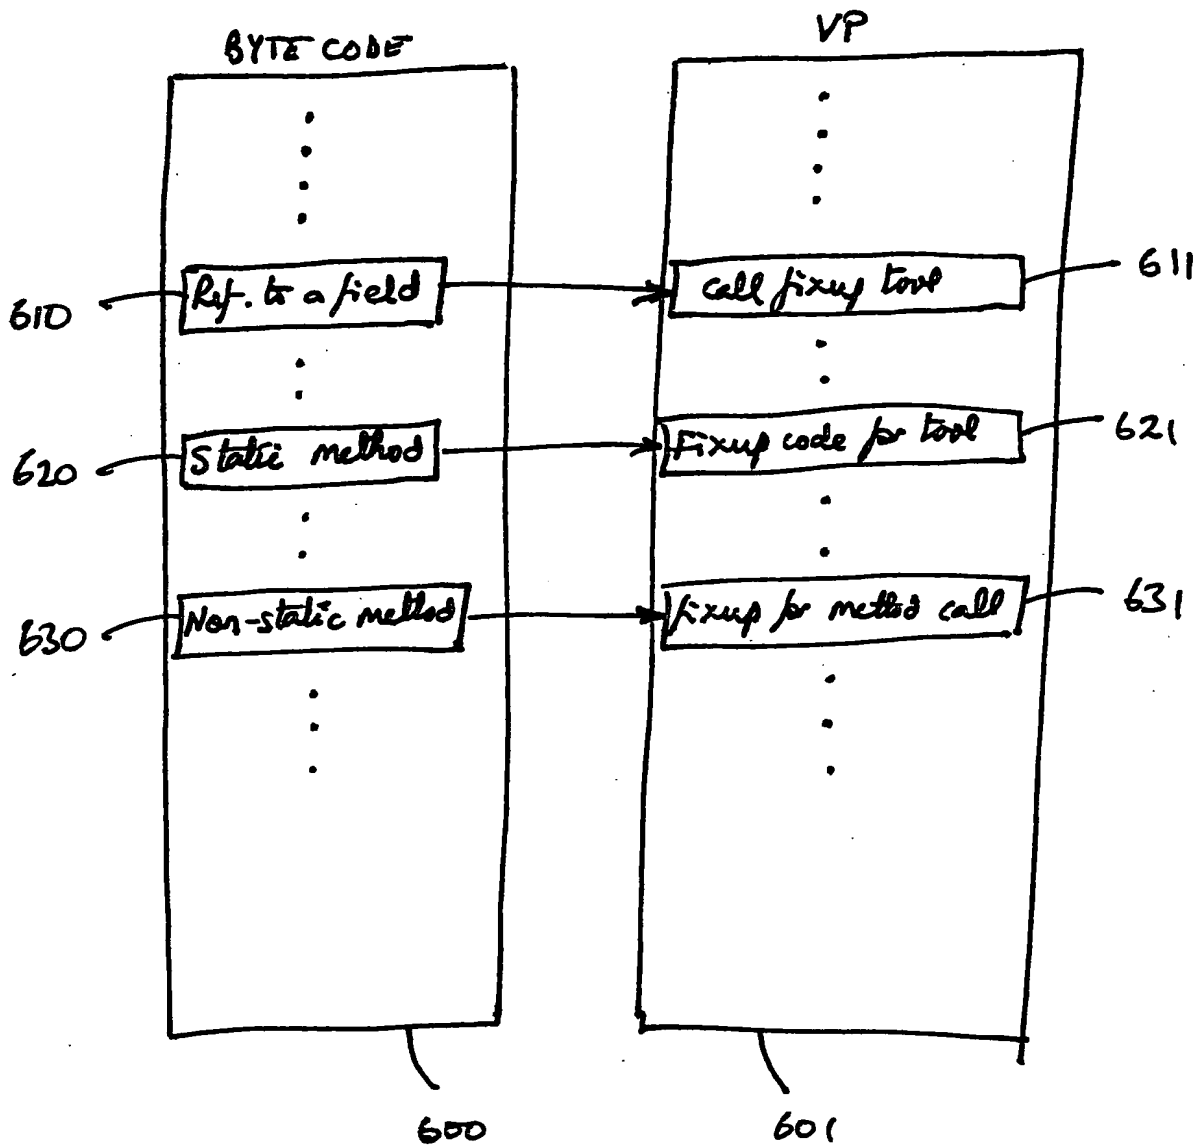 BYTE CODE
VP
610
Ref. to a field
call fixup tool
611
620
Static method
Fixup code for tool
621
630
Non-static method
fixup for method call
631
600
601